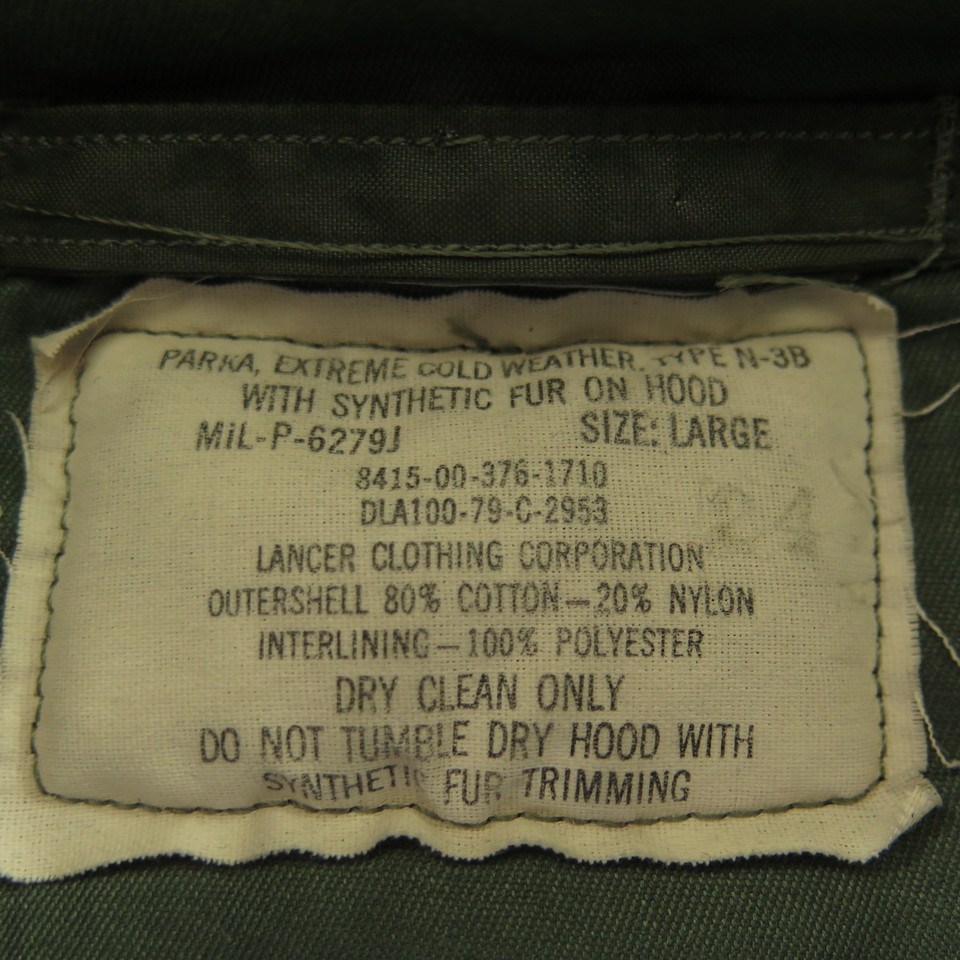 PARKA, EXTREME COLD WEATHER, TYPE N-3B
WITH SYNTHETIC FUR ON HOOD
MIL-P-6279J SIZE: LARGE
8415-00-376-1710
DLA100-79-C-2953
LANCER CLOTHING CORPORATION
OUTERSHELL 80% COTTON—20% NYLON
INTERLINING—100% POLYESTER
DRY CLEAN ONLY
DO NOT TUMBLE DRY HOOD WITH
SYNTHETIC FUR TRIMMING